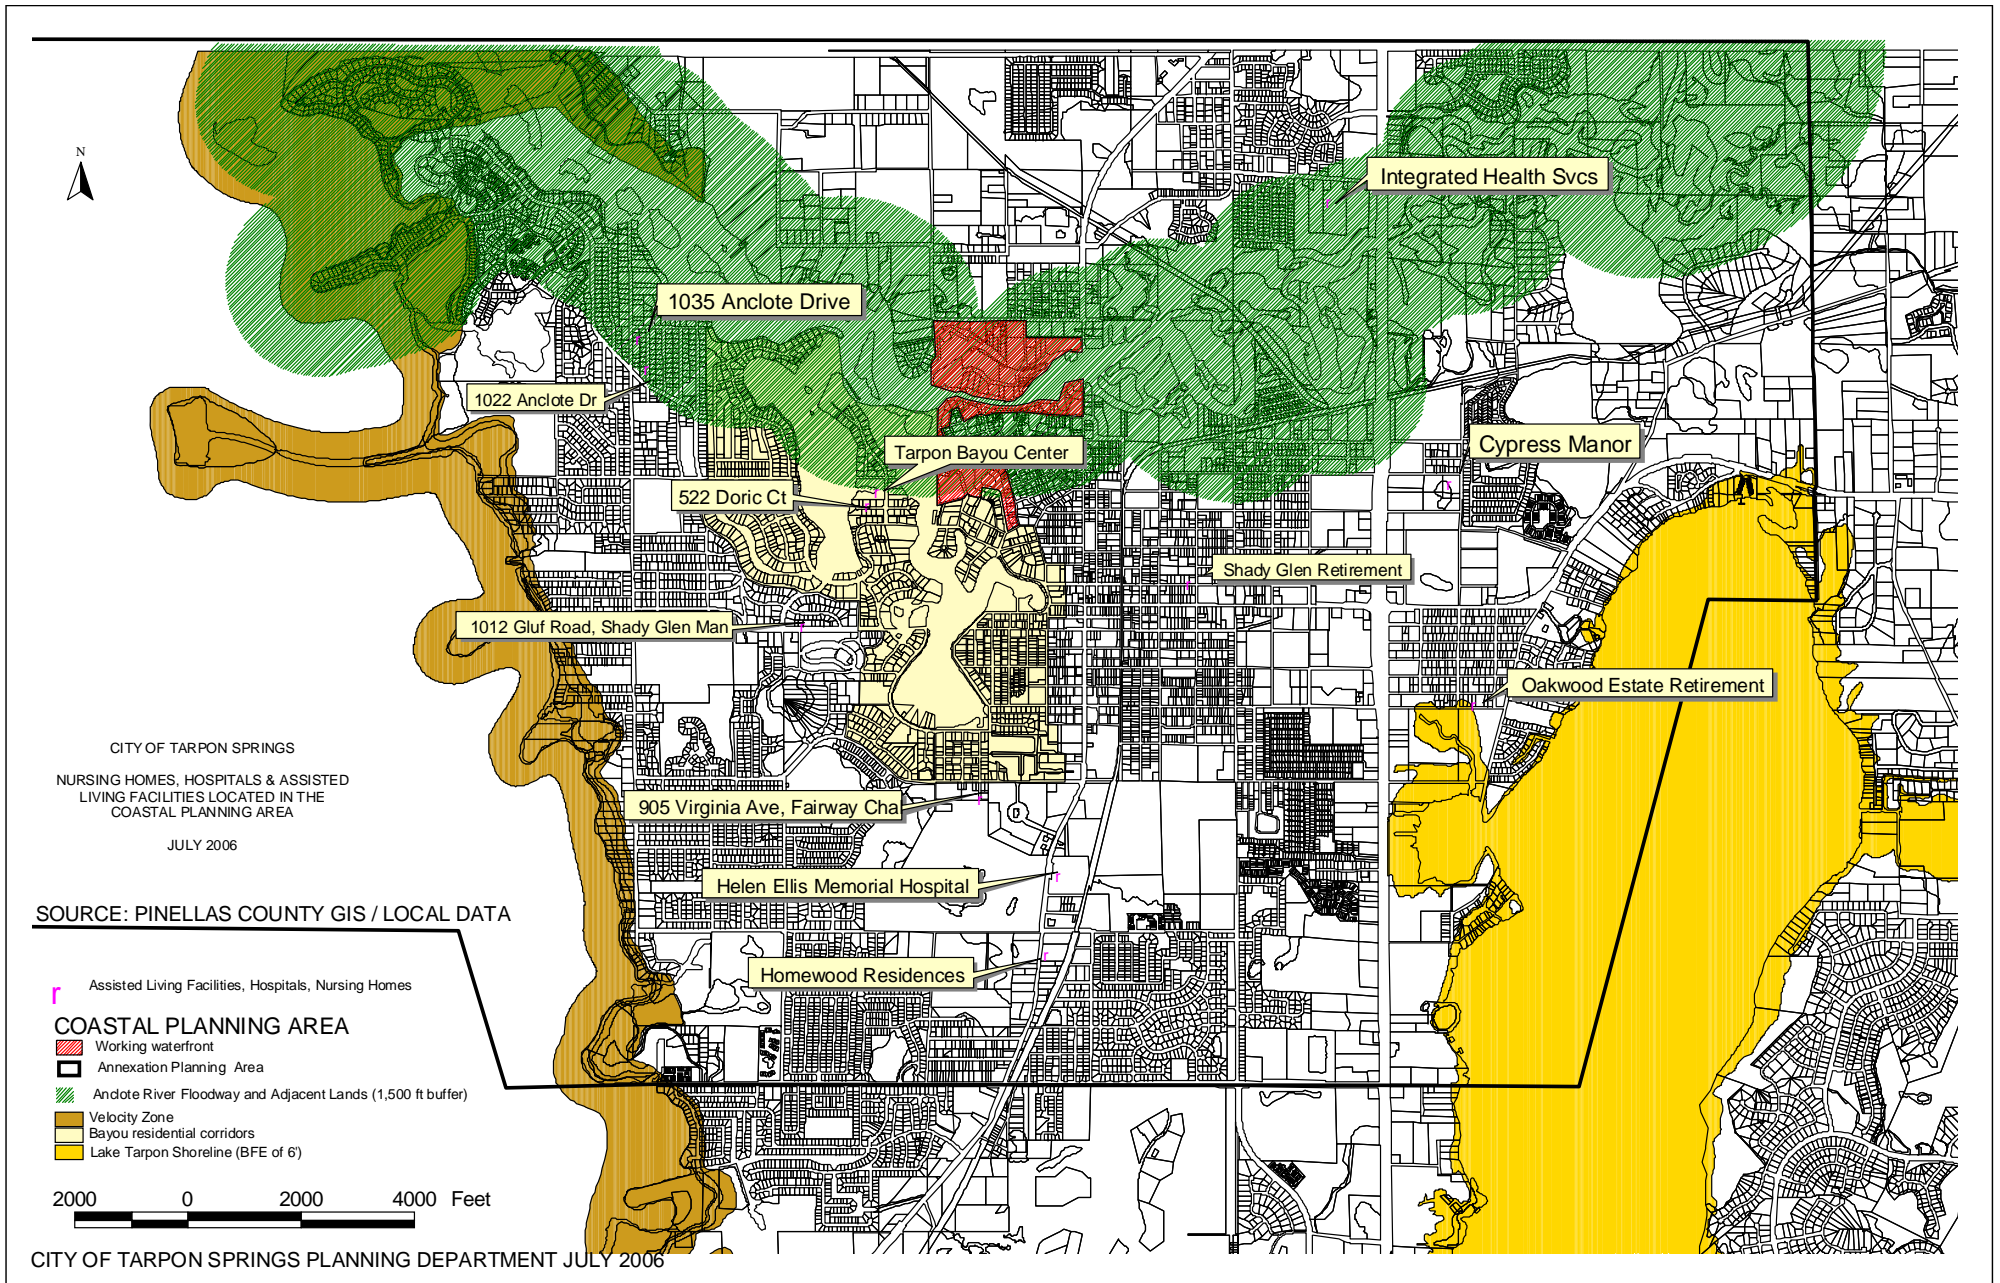 N
Integrated Health Svcs
1035 Anclote Drive
1022 Anclote Dr
Cypress Manor
Tarpon Bayou Center
522 Doric Ct
Shady Glen Retirement
1012 Gluf Road, Shady Glen Man
Oakwood Estate Retirement
905 Virginia Ave, Fairway Cha
Helen Ellis Memorial Hospital
Homewood Residences
CITY OF TARPON SPRINGS
NURSING HOMES, HOSPITALS & ASSISTED
LIVING FACILITIES LOCATED IN THE
COASTAL PLANNING AREA
JULY 2006
SOURCE: PINELLAS COUNTY GIS / LOCAL DATA
r Assisted Living Facilities, Hospitals, Nursing Homes
COASTAL PLANNING AREA
Working waterfront
Annexation Planning Area
Anclote River Floodway and Adjacent Lands (1,500 ft buffer)
Velocity Zone
Bayou residential corridors
Lake Tarpon Shoreline (BFE of 6')
2000 0 2000 4000 Feet
CITY OF TARPON SPRINGS PLANNING DEPARTMENT JULY 2006